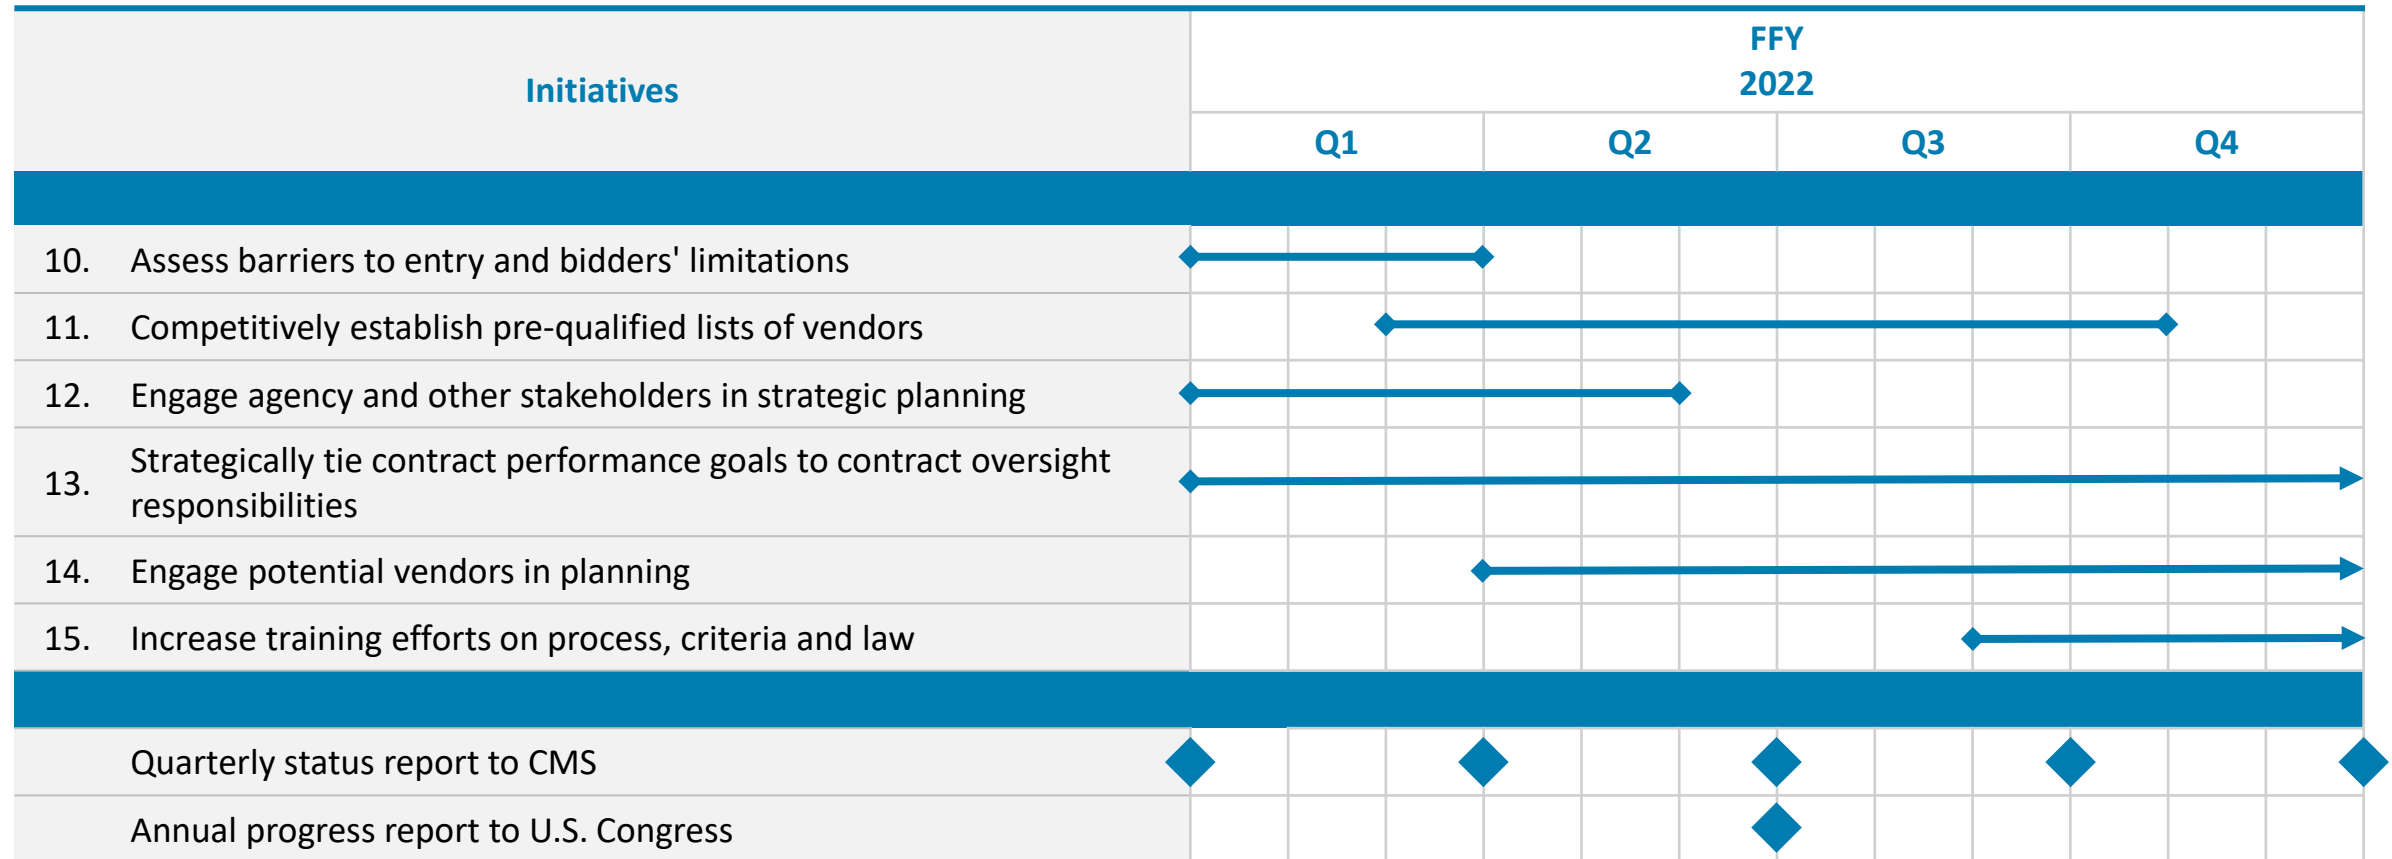 Initiatives
FFY
2022
Q1 Q2 Q3 Q4
10. Assess barriers to entry and bidders' limitations
11. Competitively establish pre-qualified lists of vendors
12. Engage agency and other stakeholders in strategic planning
13. Strategically tie contract performance goals to contract oversight
responsibilities
14. Engage potential vendors in planning
15. Increase training efforts on process, criteria and law
Quarterly status report to CMS
Annual progress report to U.S. Congress